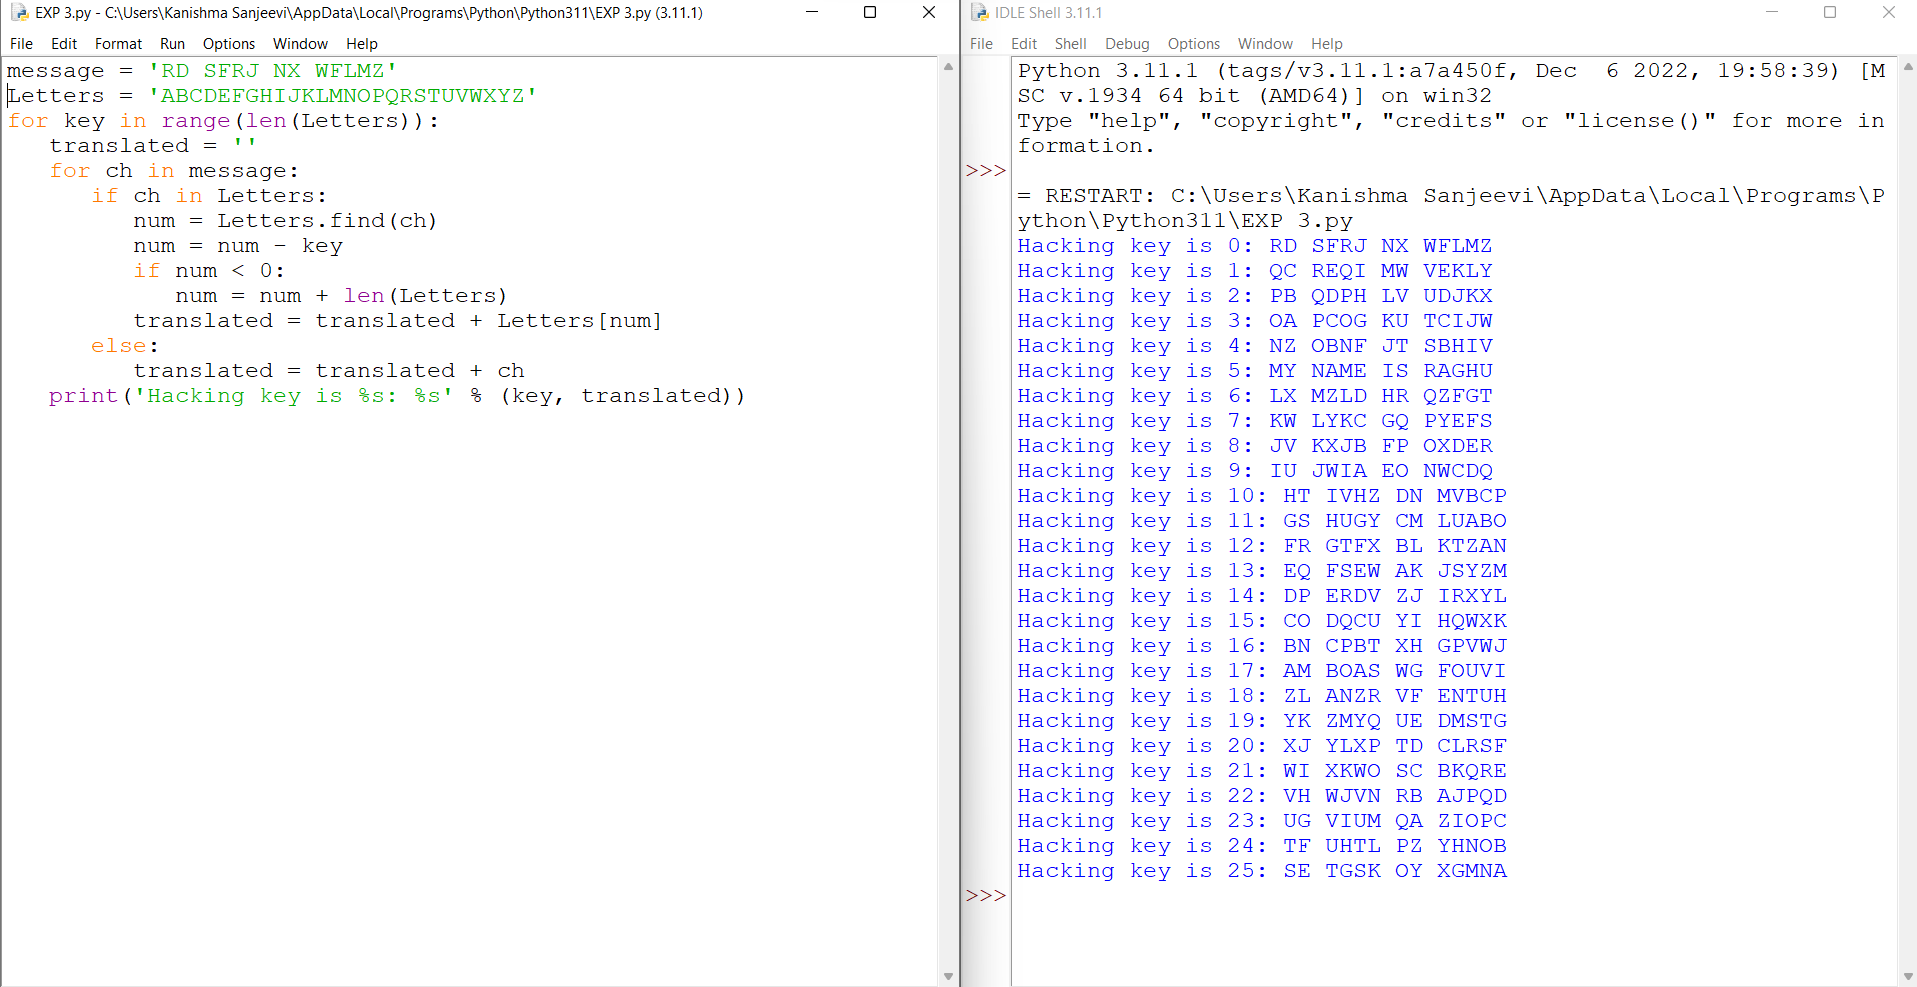 EXP 3.py - C:\Users\Kanishma Sanjeevi\AppData\Local\Programs\Python\Python311\EXP 3.py (3.11.1)
File Edit Format Run Options Window Help
message = 'RD SFRJ NX WFLMZ'
Letters = 'ABCDEFGHIJKLMNOPQRSTUVWXYZ'
for key in range(len(Letters)):
   translated = ''
   for ch in message:
      if ch in Letters:
         num = Letters.find(ch)
         num = num - key
         if num < 0:
            num = num + len(Letters)
         translated = translated + Letters[num]
      else:
         translated = translated + ch
   print('Hacking key is %s: %s' % (key, translated))
IDLE Shell 3.11.1
File Edit Shell Debug Options Window Help
Python 3.11.1 (tags/v3.11.1:a7a450f, Dec  6 2022, 19:58:39) [M
SC v.1934 64 bit (AMD64)] on win32
Type "help", "copyright", "credits" or "license()" for more in
formation.
>>>
= RESTART: C:\Users\Kanishma Sanjeevi\AppData\Local\Programs\P
ython\Python311\EXP 3.py
Hacking key is 0: RD SFRJ NX WFLMZ
Hacking key is 1: QC REQI MW VEKLY
Hacking key is 2: PB QDPH LV UDJKX
Hacking key is 3: OA PCOG KU TCIJW
Hacking key is 4: NZ OBNF JT SBHIV
Hacking key is 5: MY NAME IS RAGHU
Hacking key is 6: LX MZLD HR QZFGT
Hacking key is 7: KW LYKC GQ PYEFS
Hacking key is 8: JV KXJB FP OXDER
Hacking key is 9: IU JWIA EO NWCDQ
Hacking key is 10: HT IVHZ DN MVBCP
Hacking key is 11: GS HUGY CM LUABO
Hacking key is 12: FR GTFX BL KTZAN
Hacking key is 13: EQ FSEW AK JSYZM
Hacking key is 14: DP ERDV ZJ IRXYL
Hacking key is 15: CO DQCU YI HQWXK
Hacking key is 16: BN CPBT XH GPVWJ
Hacking key is 17: AM BOAS WG FOUVI
Hacking key is 18: ZL ANZR VF ENTUH
Hacking key is 19: YK ZMYQ UE DMSTG
Hacking key is 20: XJ YLXP TD CLRSF
Hacking key is 21: WI XKWO SC BKQRE
Hacking key is 22: VH WJVN RB AJPQD
Hacking key is 23: UG VIUM QA ZIOPC
Hacking key is 24: TF UHTL PZ YHNOB
Hacking key is 25: SE TGSK OY XGMNA
>>>